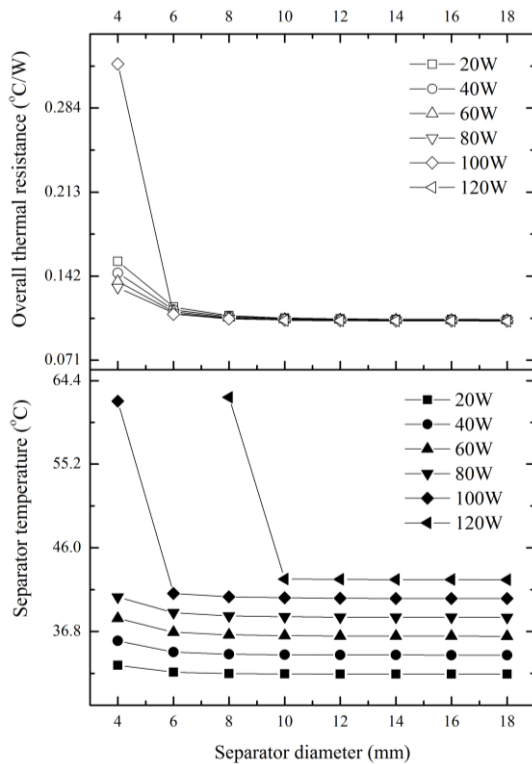 4 6 8 10 12 14 16 18
Overall thermal resistance (°C/W)
0.284
0.213
0.142
0.071
20W
40W
60W
80W
100W
120W
Separator temperature (°C)
64.4
55.2
46.0
36.8
20W
40W
60W
80W
100W
120W
4 6 8 10 12 14 16 18
Separator diameter (mm)